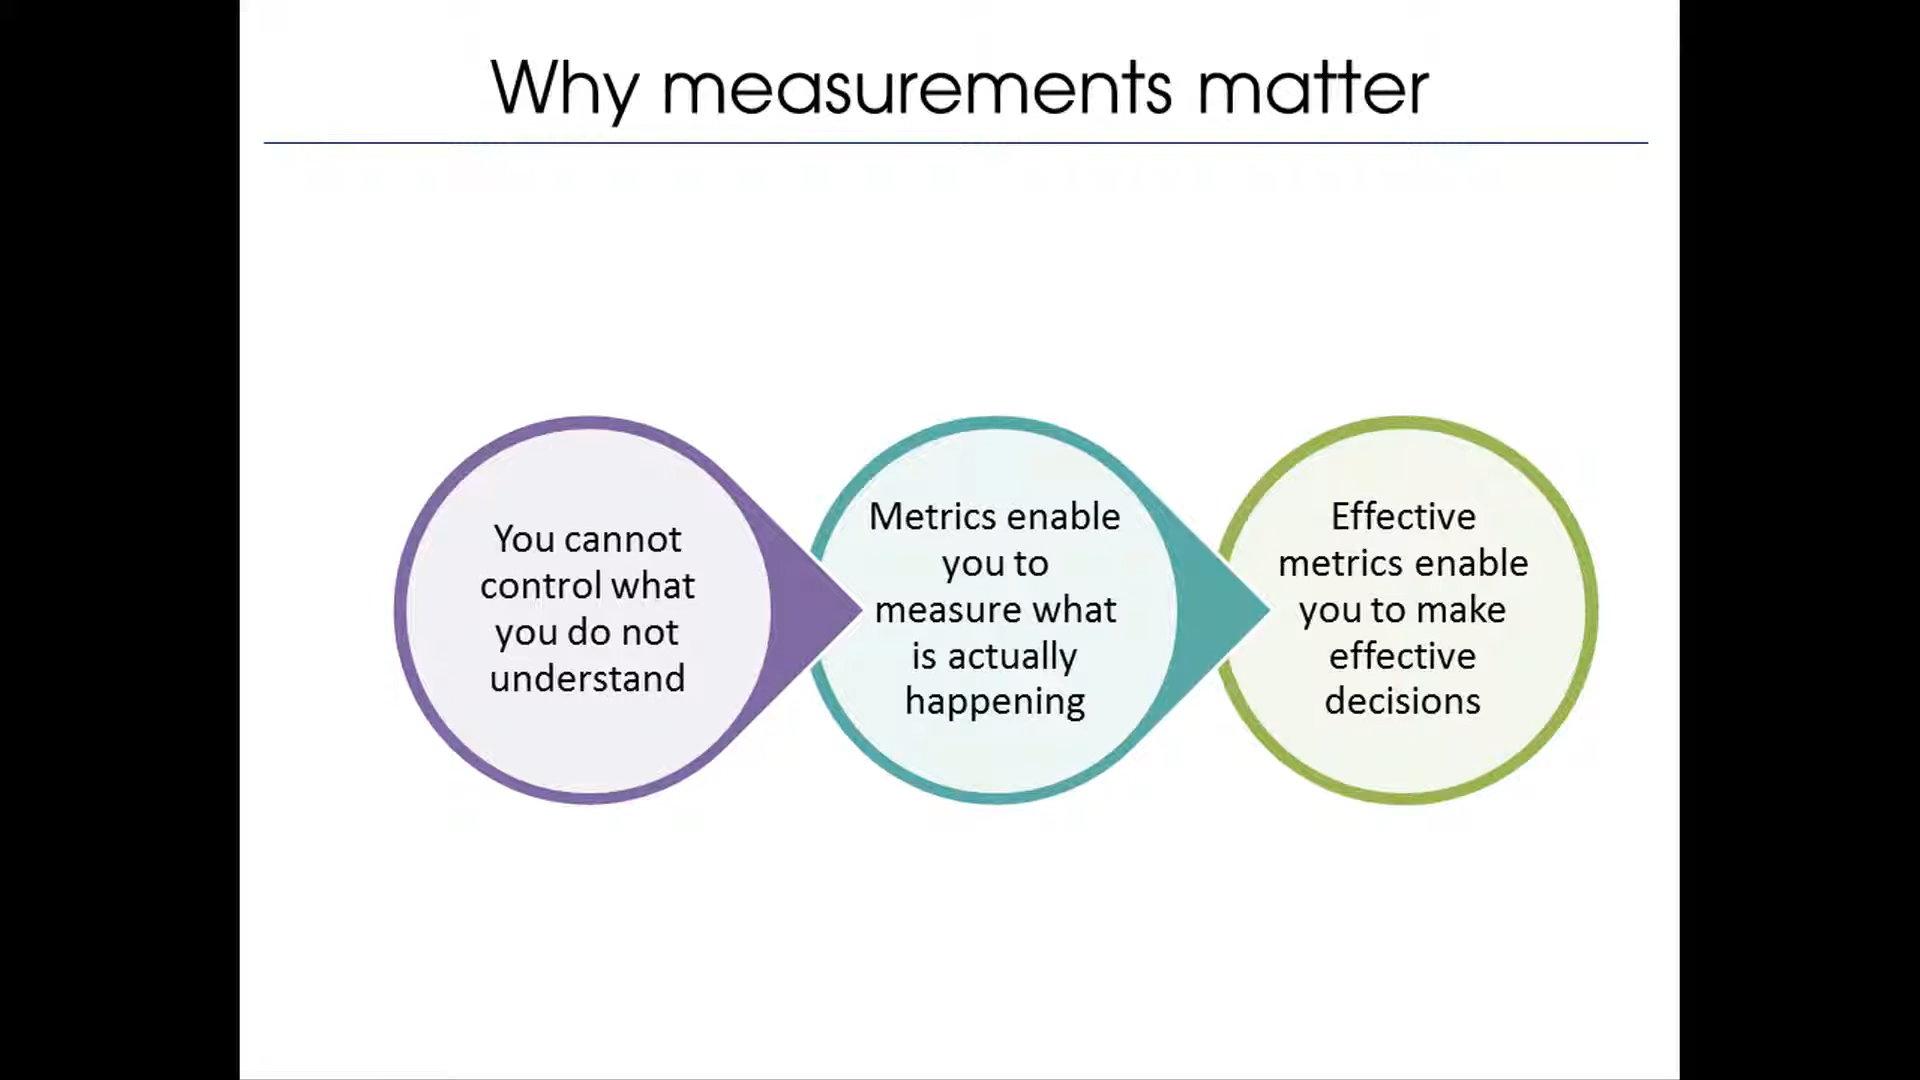 Why measurements matter
You cannot
control what
you do not
understand
Metrics enable
you to
measure what
is actually
happening
Effective
metrics enable
you to make
effective
decisions